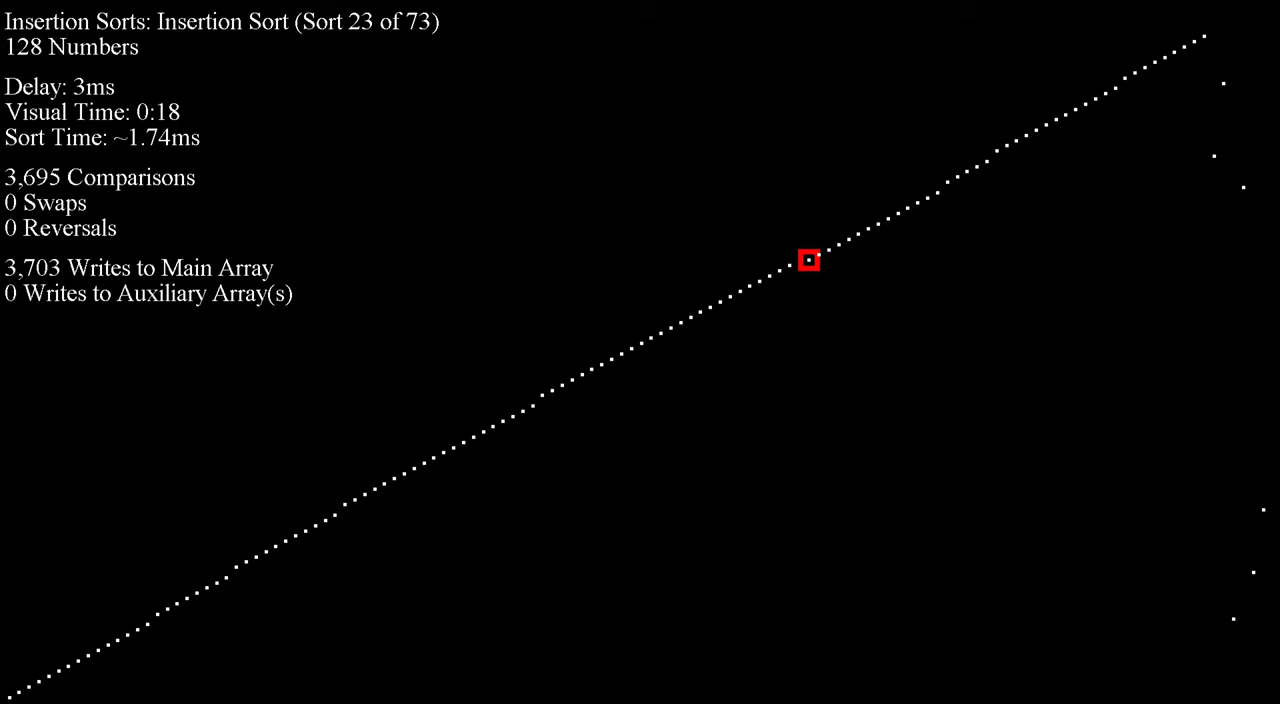 Insertion Sorts: Insertion Sort (Sort 23 of 73)
128 Numbers
Delay: 3ms
Visual Time: 0:18
Sort Time: ~1.74ms
3,695 Comparisons
0 Swaps
0 Reversals
3,703 Writes to Main Array
0 Writes to Auxiliary Array(s)